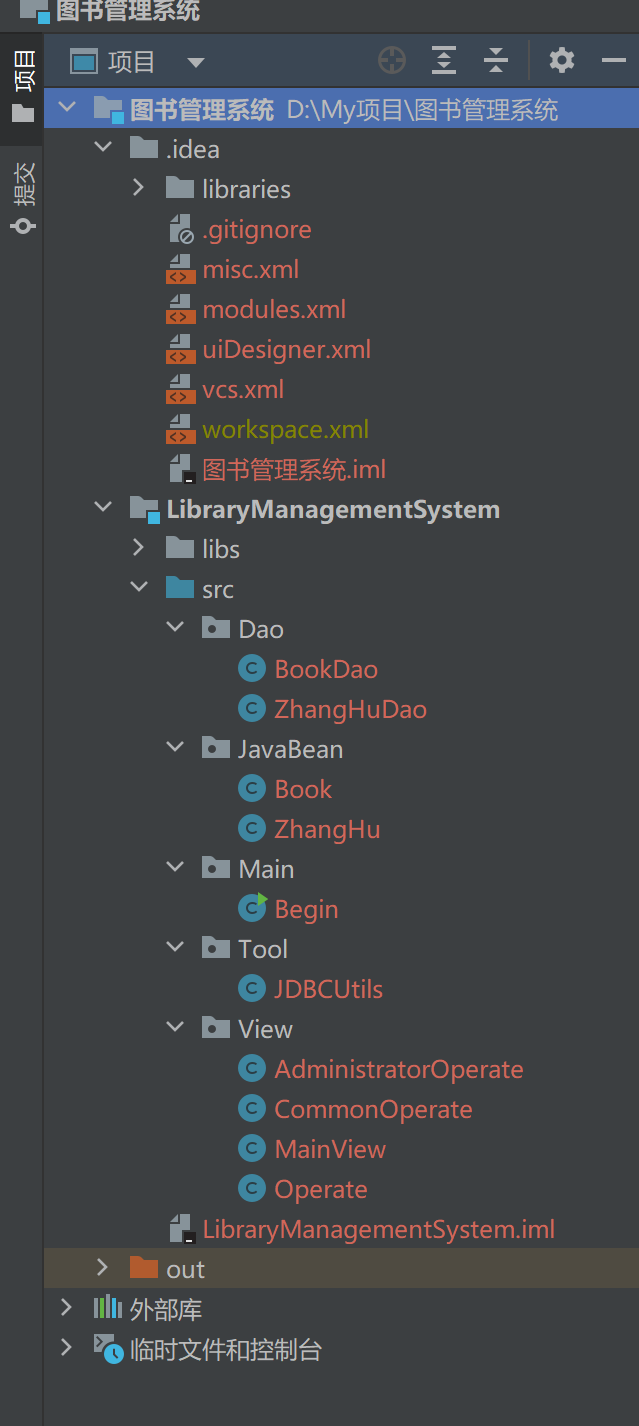 图书管理系统
项目
提交
项目
图书管理系统 D:\My项目\图书管理系统
.idea
libraries
.gitignore
misc.xml
modules.xml
uiDesigner.xml
vcs.xml
workspace.xml
图书管理系统.iml
LibraryManagementSystem
libs
src
Dao
BookDao
ZhangHuDao
JavaBean
Book
ZhangHu
Main
Begin
Tool
JDBCUtils
View
AdministratorOperate
CommonOperate
MainView
Operate
LibraryManagementSystem.iml
out
外部库
临时文件和控制台